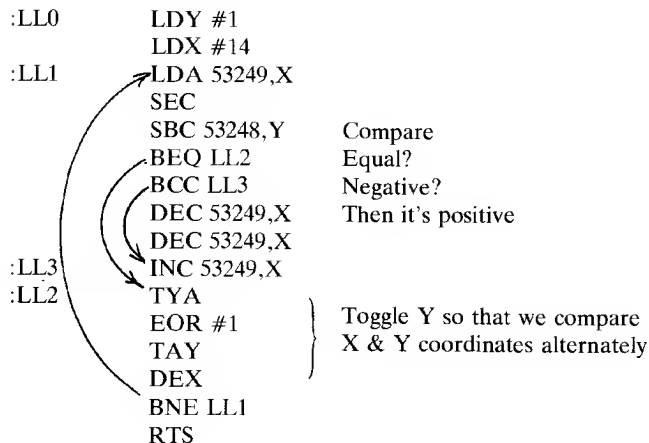 :LL0 LDY #1
LDX #14
:LL1 LDA 53249,X
SEC
SBC 53248,Y Compare
BEQ LL2 Equal?
BCC LL3 Negative?
DEC 53249,X Then it's positive
DEC 53249,X
:LL3 INC 53249,X
:LL2 TYA
EOR #1 Toggle Y so that we compare
TAY X & Y coordinates alternately
DEX
BNE LL1
RTS